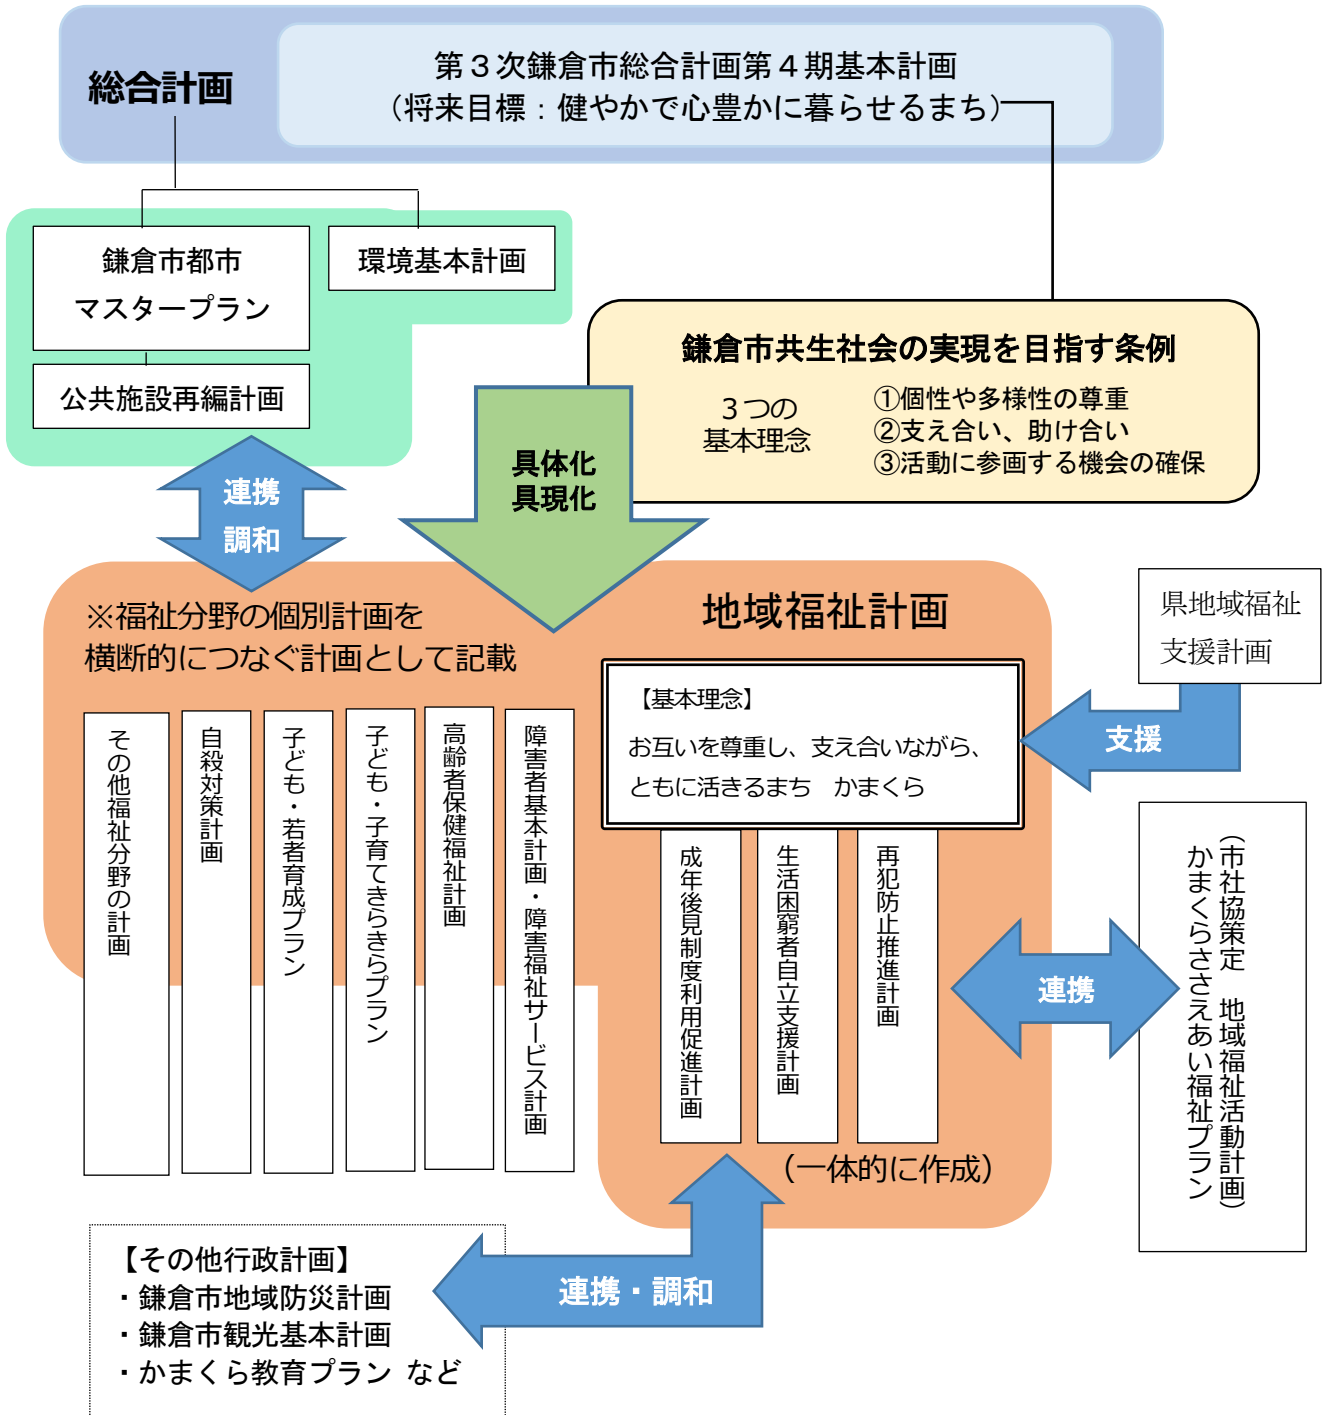 総合計画
第３次鎌倉市総合計画第４期基本計画
（将来目標：健やかで心豊かに暮らせるまち）
鎌倉市都市
マスタープラン
環境基本計画
公共施設再編計画
鎌倉市共生社会の実現を目指す条例
３つの
基本理念
①個性や多様性の尊重
②支え合い、助け合い
③活動に参画する機会の確保
具体化
具現化
連携
調和
※福祉分野の個別計画を
横断的につなぐ計画として記載
地域福祉計画
県地域福祉
支援計画
【基本理念】
お互いを尊重し、支え合いながら、
ともに活きるまち　かまくら
支援
その他福祉分野の計画
自殺対策計画
子ども・若者育成プラン
子ども・子育てきらきらプラン
高齢者保健福祉計画
障害者基本計画・障害福祉サービス計画
成年後見制度利用促進計画
生活困窮者自立支援計画
再犯防止推進計画
（一体的に作成）
連携
（市社協策定　地域福祉活動計画）
かまくらささえあい福祉プラン
【その他行政計画】
・鎌倉市地域防災計画
・鎌倉市観光基本計画
・かまくら教育プラン など
連携・調和